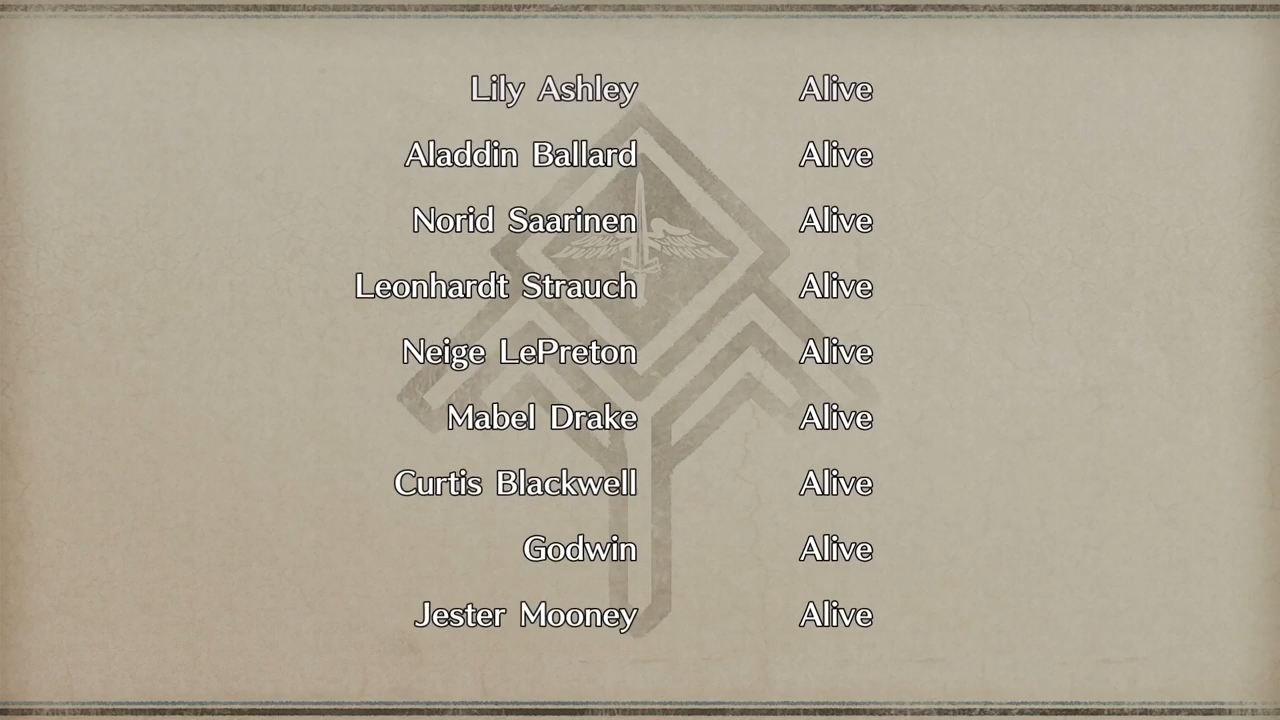 Lily Ashley Alive
Aladdin Ballard Alive
Norid Saarinen Alive
Leonhardt Strauch Alive
Neige LePreton Alive
Mabel Drake Alive
Curtis Blackwell Alive
Godwin Alive
Jester Mooney Alive